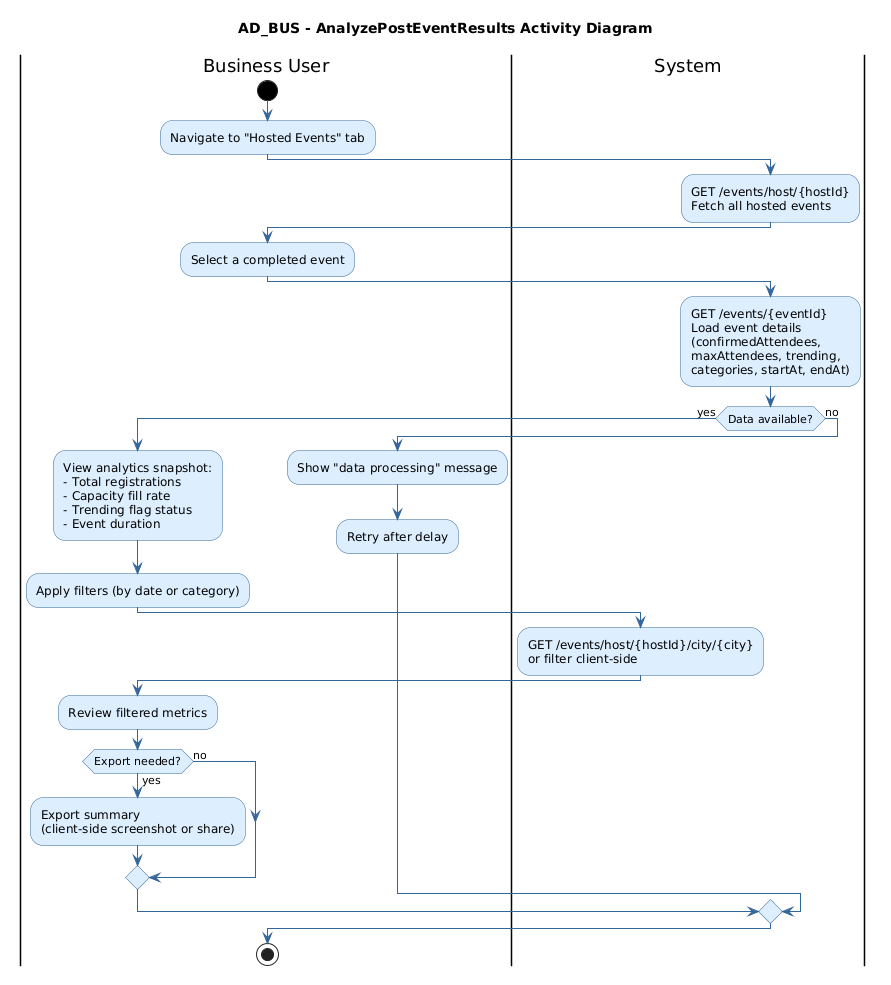 AD_BUS - AnalyzePostEventResults Activity Diagram
Business User
System
Navigate to "Hosted Events" tab
GET /events/host/{hostId}
Fetch all hosted events
Select a completed event
GET /events/{eventId}
Load event details
(confirmedAttendees,
maxAttendees, trending,
categories, startAt, endAt)
yes
Data available?
no
View analytics snapshot:
- Total registrations
- Capacity fill rate
- Trending flag status
- Event duration
Show "data processing" message
Retry after delay
Apply filters (by date or category)
GET /events/host/{hostId}/city/{city}
or filter client-side
Review filtered metrics
Export needed?
no
yes
Export summary
(client-side screenshot or share)